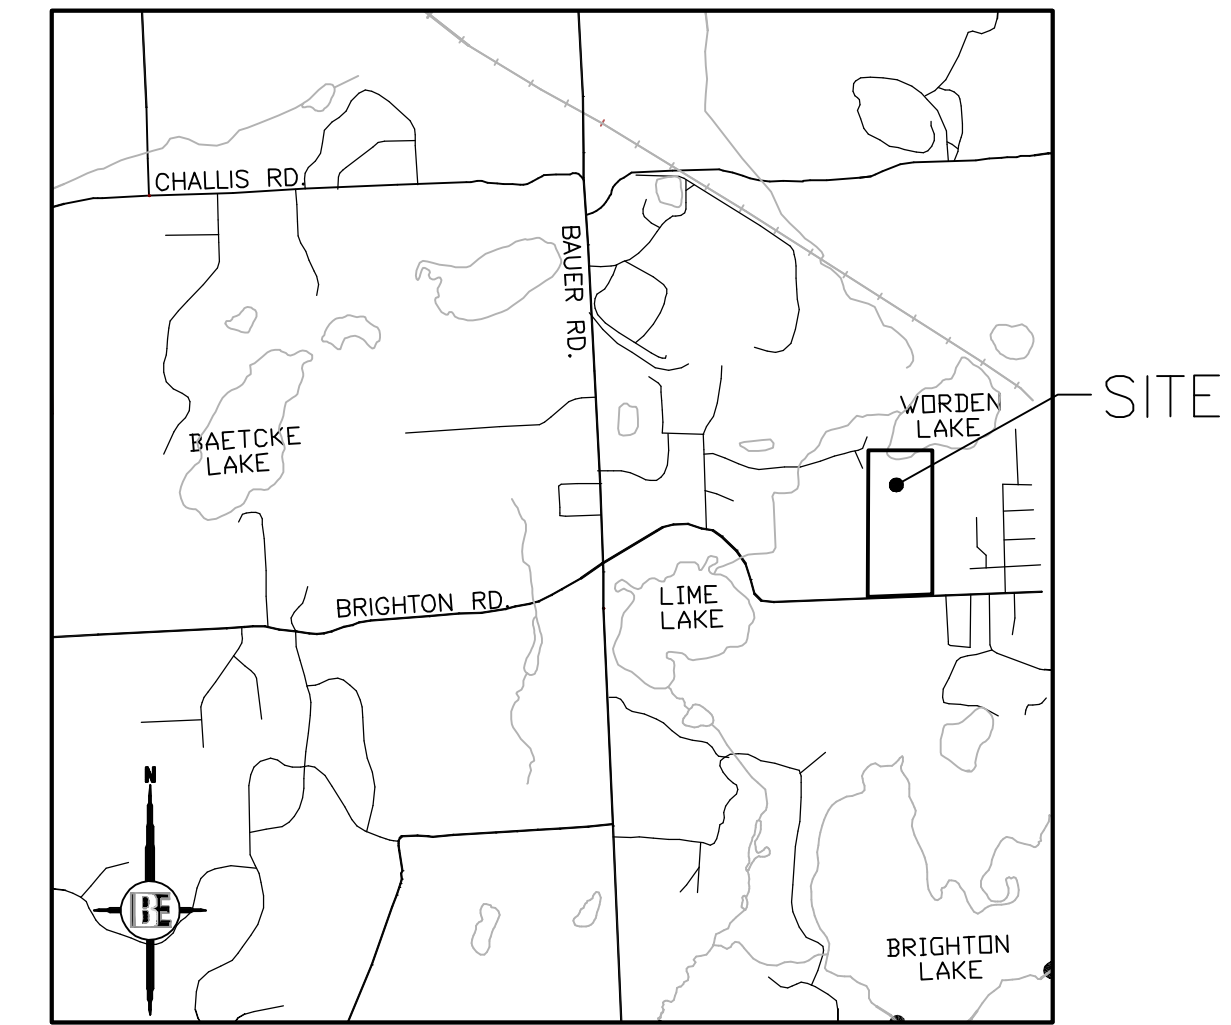 CHALLIS RD.
BAUER RD.
SITE
WORDEN
LAKE
BAETCKE
LAKE
BRIGHTON RD.
LIME
LAKE
N
BE
BRIGHTON
LAKE